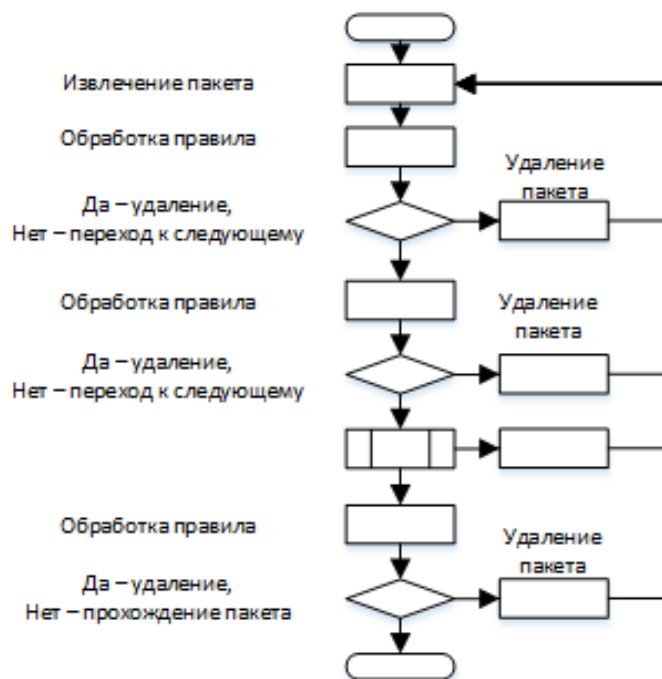 Извлечение пакета
Обработка правила
Удаление
пакета
Да – удаление,
Нет – переход к следующему
Обработка правила
Удаление
пакета
Да – удаление,
Нет – переход к следующему
Обработка правила
Удаление
пакета
Да – удаление,
Нет – прохождение пакета